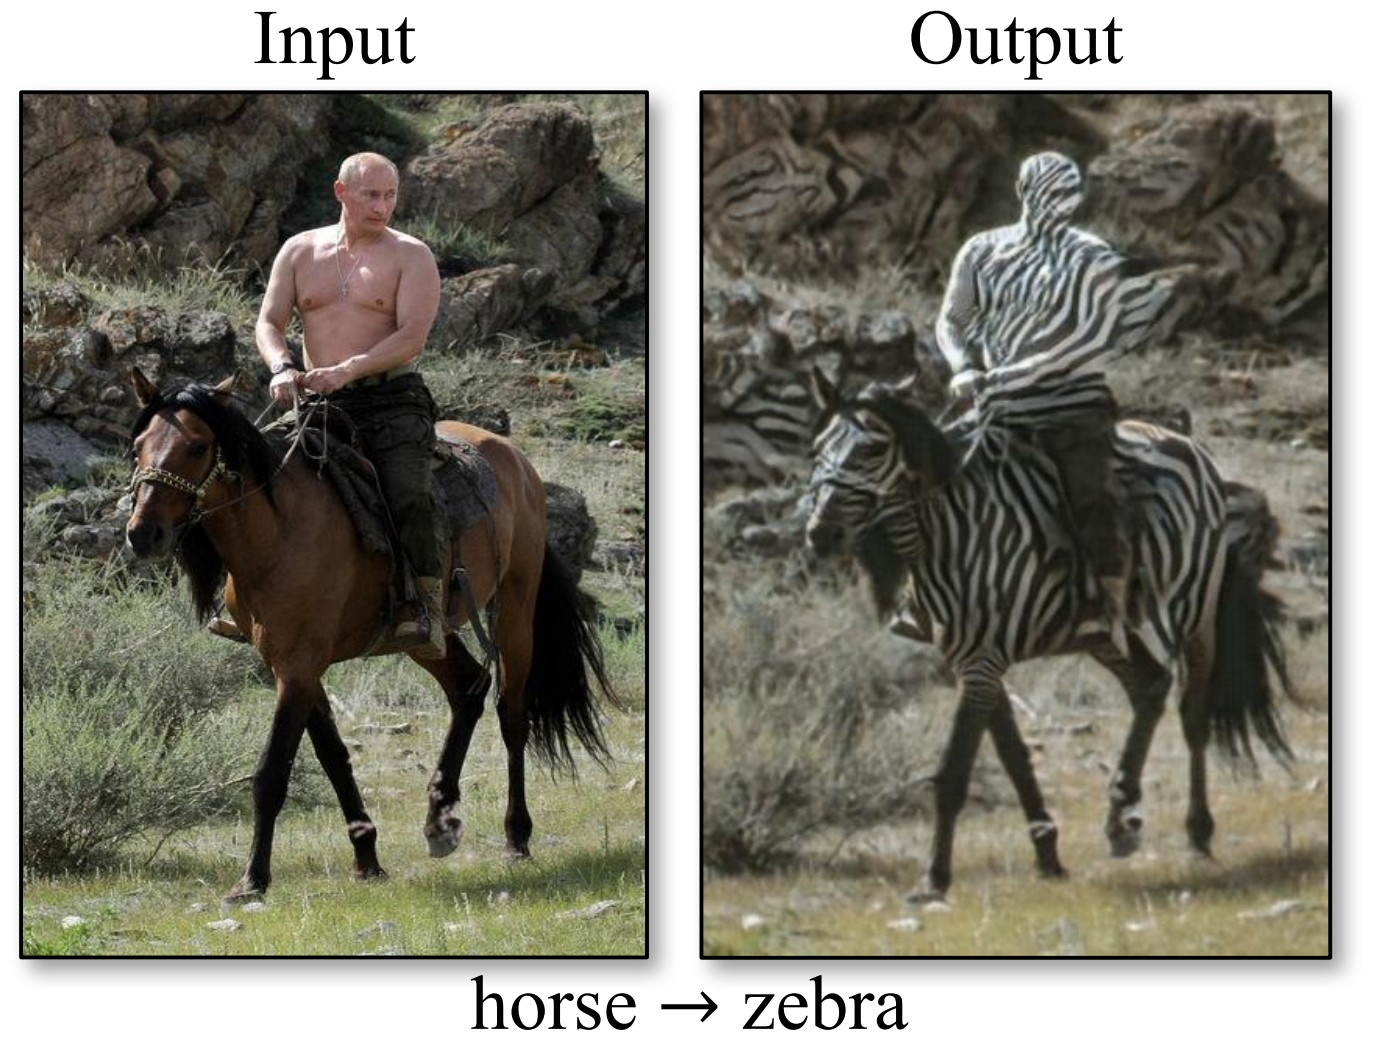 Input
Output
horse → zebra